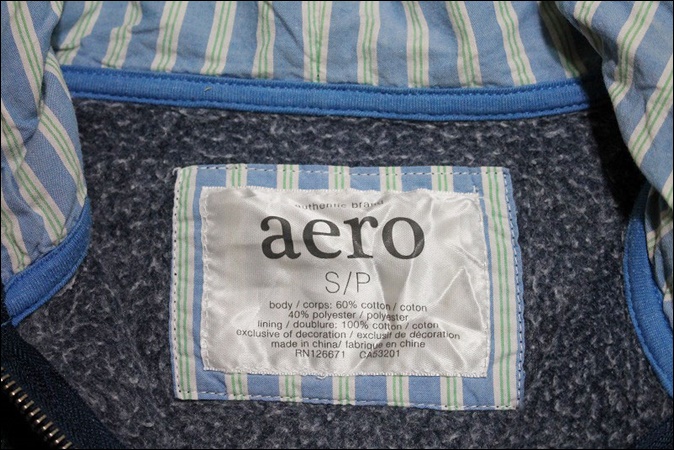 authentic brand
aero
S/P
body / corps: 60% cotton / coton
40% polyester / polyester
lining / doublure: 100% cotton / coton
exclusive of decoration / exclusif de décoration
made in china/ fabriqué en chine
RN126671 CA53201